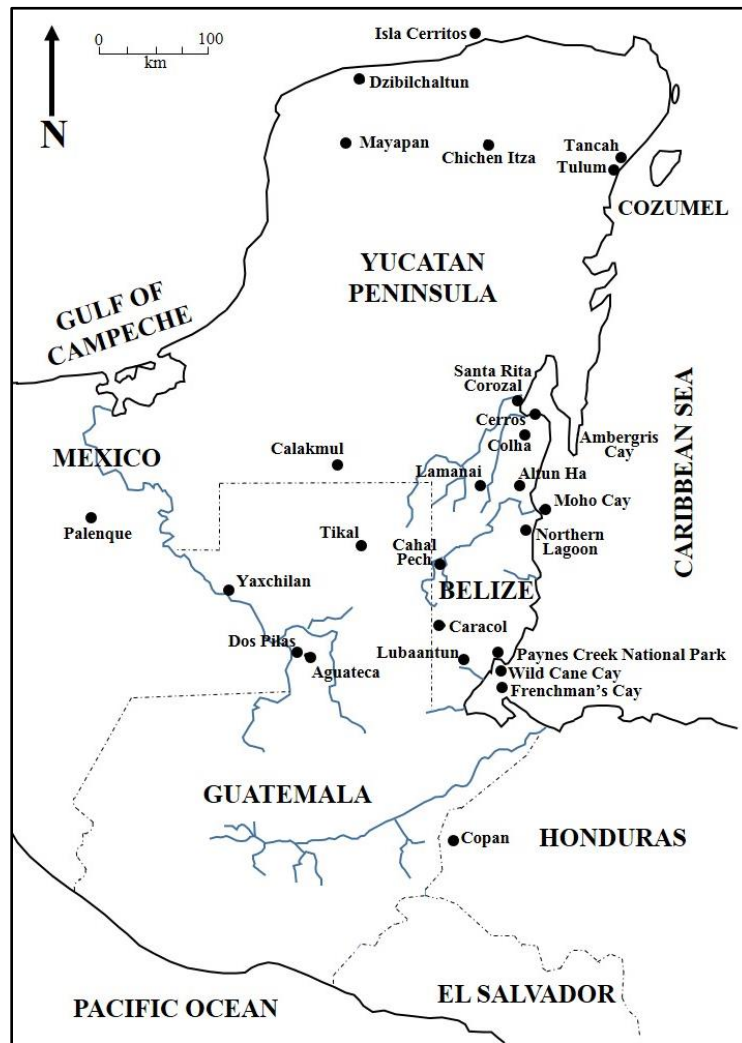 Isla Cerritos
0
100
km
N
Dzibilchaltun
Mayapan
Chichen Itza
Tancah
Tulum
COZUMEL
YUCATAN
PENINSULA
GULF OF
CAMPECHE
Santa Rita
Corozal
Cerros
Colha
Ambergris
Cay
CARIBBEAN SEA
MEXICO
Calakmul
Lamanai
Altun Ha
Moho Cay
Palenque
Tikal
Cahal
Pech
Northern
Lagoon
Yaxchilan
BELIZE
Caracol
Dos Pilas
Aguateca
Lubaantun
Paynes Creek National Park
Wild Cane Cay
Frenchman's Cay
GUATEMALA
Copan
HONDURAS
EL SALVADOR
PACIFIC OCEAN